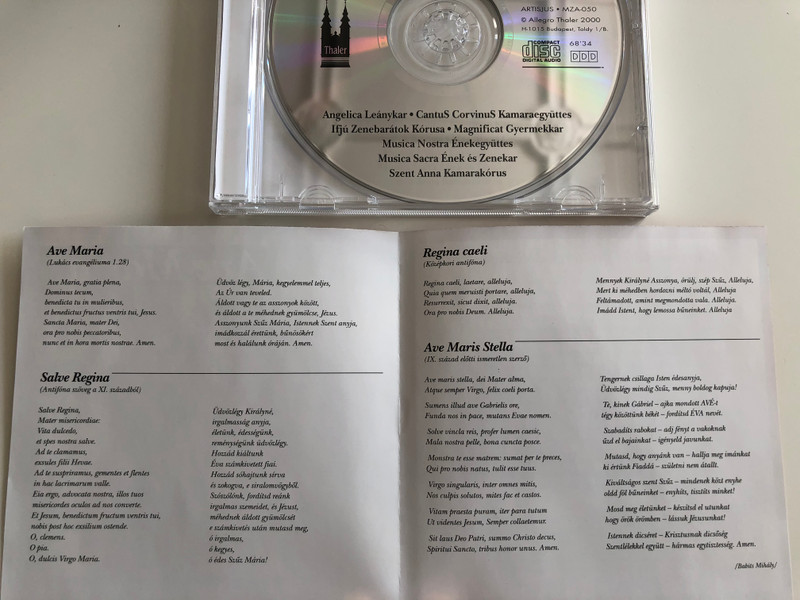 Thaler
ARTISJUS • MZA-050
© Allegro Thaler 2000
H-1015 Budapest, Toldy 1/B.
COMPACT
disc
DIGITAL AUDIO
68'34
DDD
Angelica Leánykar • CantuS CorvinuS Kamaraegyüttes
Ifjú Zenebarátok Kórusa • Magnificat Gyermekkar
Musica Nostra Énekegyüttes
Musica Sacra Ének és Zenekar
Szent Anna Kamarakórus
Ave Maria
(Lukács evangéliuma 1.28)
Ave Maria, gratia plena,
Dominus tecum,
benedicta tu in mulieribus,
et benedictus fructus ventris tui, Jesus.
Sancta Maria, mater Dei,
ora pro nobis peccatoribus,
nunc et in hora mortis nostrae. Amen.
Üdvöz légy, Mária, kegyelemmel teljes,
Az Úr van teveled.
Áldott vagy te az asszonyok között,
és áldott a te méhednek gyümölcse, Jézus.
Asszonyunk Szűz Mária, Istennek Szent anyja,
imádkozzál érettünk, bűnösökért
most és halálunk óráján. Amen.
Salve Regina
(Antifóna szöveg a XI. századból)
Salve Regina,
Mater misericordiae:
Vita dulcedo,
et spes nostra salve.
Ad te clamamus,
exsules filii Hevae.
Ad te suspriramus, gementes et flentes
in hac lacrimarum valle.
Eia ergo, advocata nostra, illos tuos
misericordes oculos ad nos converte.
Et Jesum, benedictum fructum ventris tui,
nobis post hoc exsilium ostende.
O, clemens.
O pia.
O, dulcis Virgo Maria.
Üdvözlégy Királyné,
irgalmasság anyja,
életünk, édességünk,
reménységünk üdvözlégy.
Hozzád kiáltunk
Éva számkivetett fiai.
Hozzád sóhajtunk sírva
és zokogva, e siralomvölgyből.
Szószólónk, fordítsd reánk
irgalmas szemeidet, és Jézust,
méhednek áldott gyümölcsét
e számkivetés után mutasd meg,
ó irgalmas,
ó kegyes,
ó édes Szűz Mária!
Regina caeli
(Középkori antifóna)
Regina caeli, laetare, alleluja,
Quia quem meruisti portare, alleluja,
Resurrexit, sicut dixit, alleluja.
Ora pro nobis Deum. Alleluja.
Mennyek Királyné Asszonya, örülj, szép Szűz, Alleluja,
Mert ki méhedben hordozni méltó voltál, Alleluja
Feltámadott, amint megmondotta vala. Alleluja
Imádd Istent, hogy lemossa bűneinket. Alleluja
Ave Maris Stella
(IX. század előtti ismeretlen szerző)
Ave maris stella, dei Mater alma,
Atque semper Virgo, felix coeli porta.
Sumens illud ave Gabrielis ore,
Funda nos in pace, mutans Evae nomen.
Solve vincla reis, profer lumen caesic,
Mala nostra pelle, bona cuncta posce.
Monstra te esse matrem: sumat per te preces,
Qui pro nobis natus, tulit esse tuus.
Virgo singularis, inter omnes mitis,
Nos culpis solutos, mites fac et castos.
Vitam praesta puram, iter para tutum
Ut videntes Jesum, Semper collaetemur.
Sit laus Deo Patri, summo Christo decus,
Spiritui Sancto, tribus honor unus. Amen.
Tengernek csillaga Isten édesanyja,
Üdvözlégy mindig Szűz, menny boldog kapuja!
Te, kinek Gábriel – ajka mondott AVÉ-t
tégy közöttünk békét – fordítsd ÉVA nevét.
Szabadíts rabokat – adj fényt a vakoknak
űzd el bajainkat – igényeld javunkat.
Mutasd, hogy anyánk van – hallja meg imánkat
ki értünk Fiaddá – születni nem átallt.
Kiváltságos szent Szűz – mindenek közt enyhe
oldd föl bűneinket – enyhíts, tisztíts minket!
Mosd meg életünket – készítsd el utunkat
hogy örök örömben – lássuk Jézusunkat!
Istennek dicséret – Krisztusnak dicsőség
Szentlélekkel együtt – hármas egytisztesség. Amen.
/Babits Mihály/